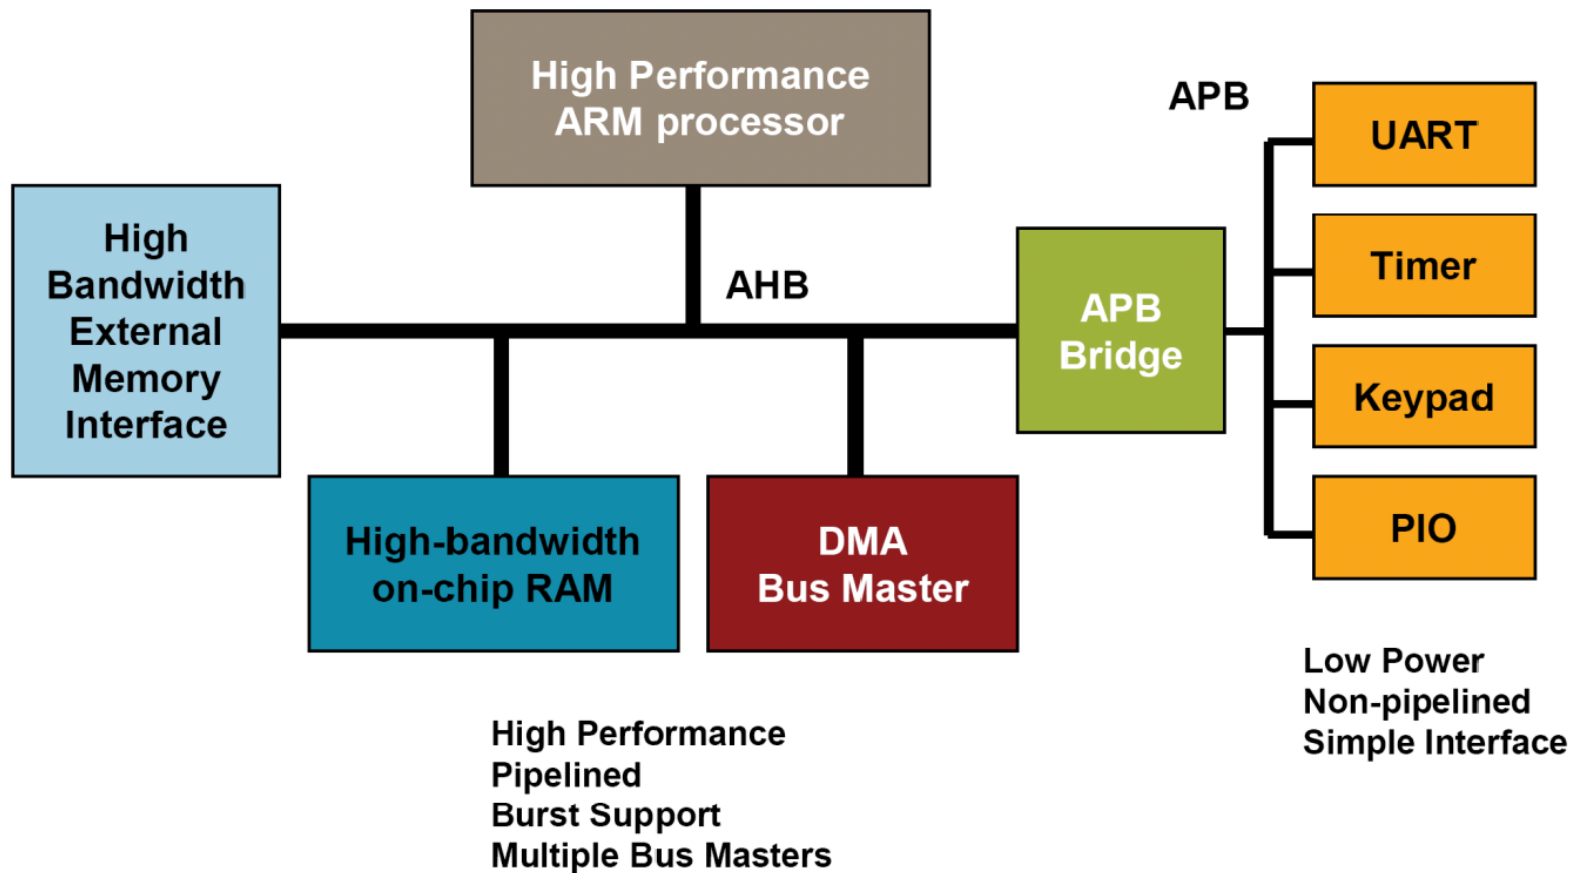 High Performance
ARM processor
APB
UART
High
Bandwidth
External
Memory
Interface
AHB
APB
Bridge
Timer
Keypad
High-bandwidth
on-chip RAM
DMA
Bus Master
PIO
Low Power
Non-pipelined
Simple Interface
High Performance
Pipelined
Burst Support
Multiple Bus Masters